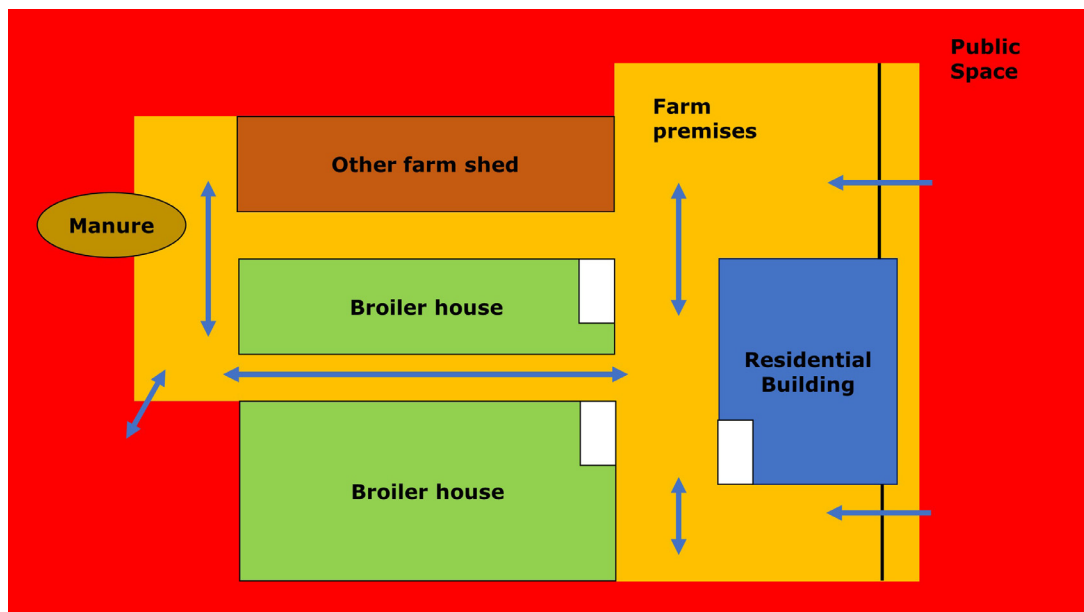 Public
Space
Farm
premises
Other farm shed
Manure
Broiler house
Residential
Building
Broiler house